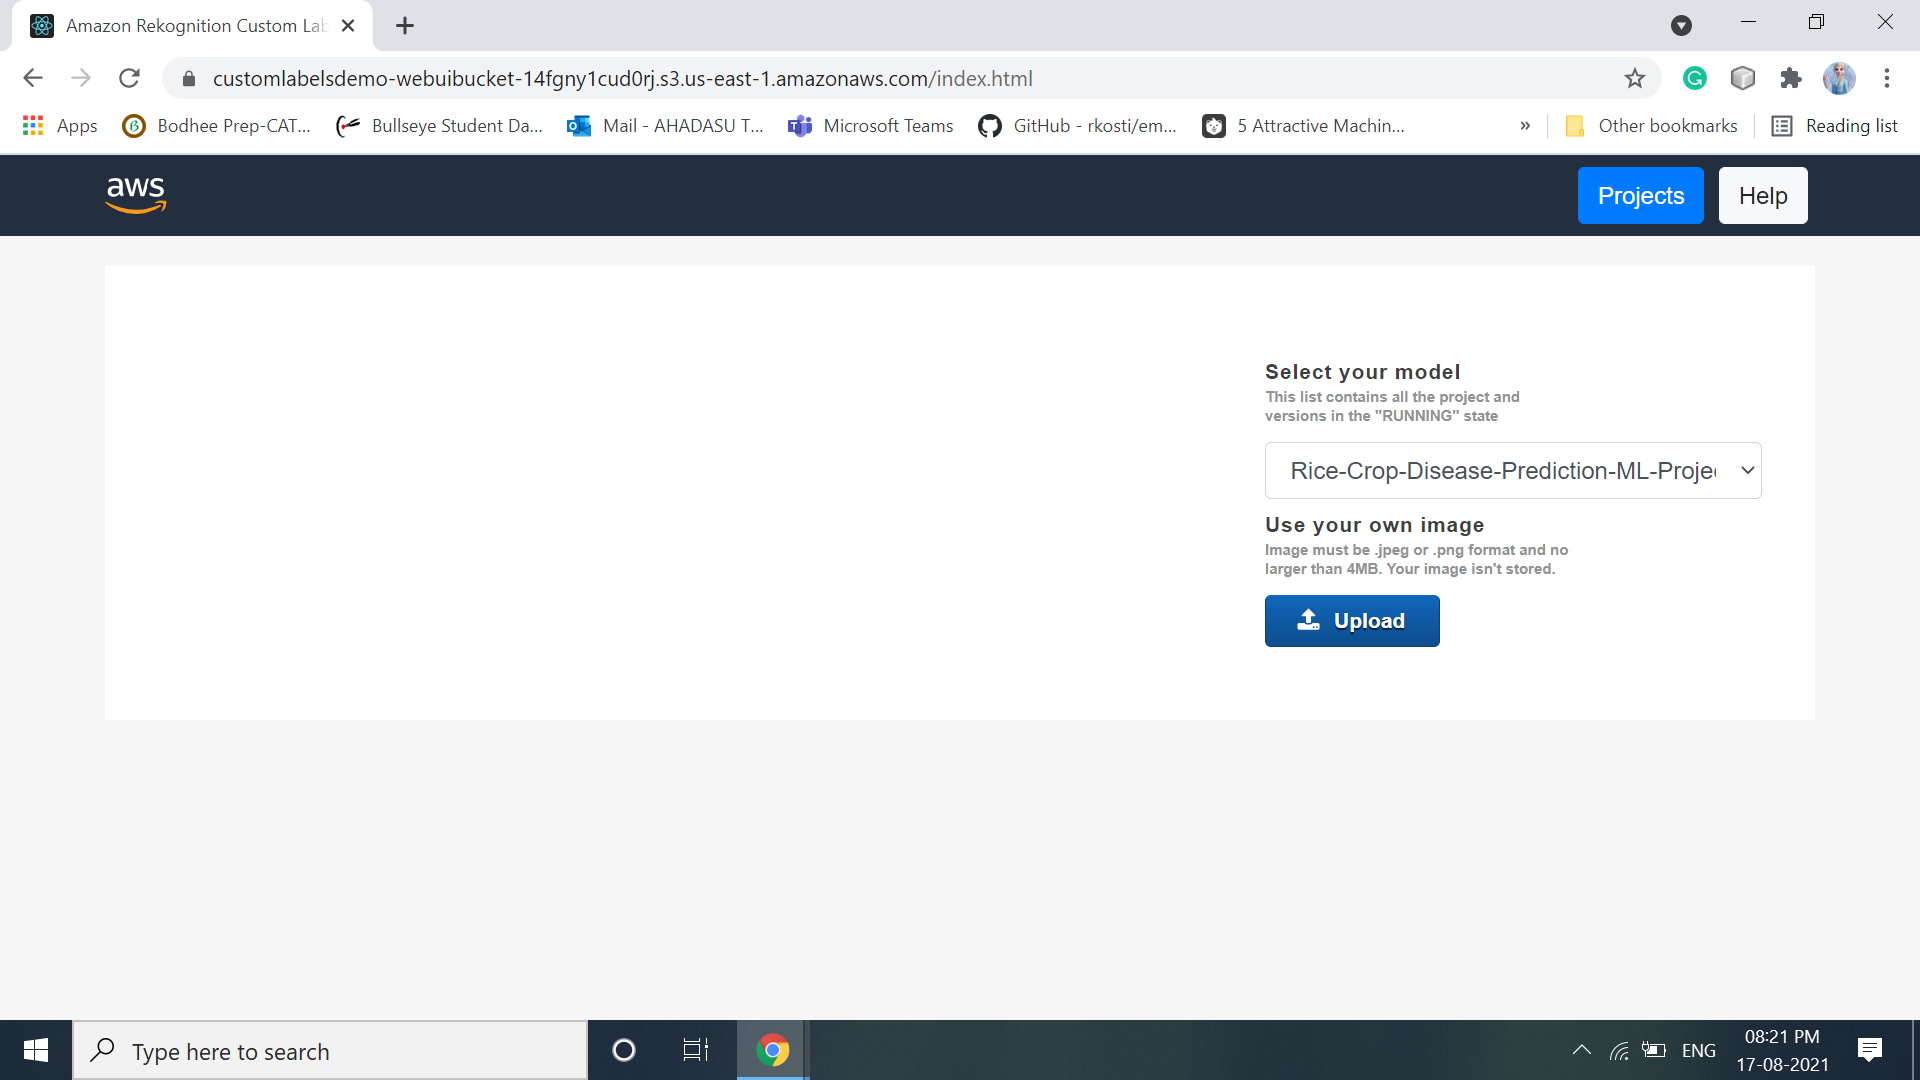 Amazon Rekognition Custom Lab
customlabelsdemo-webuibucket-14fgny1cud0rj.s3.us-east-1.amazonaws.com/index.html
Apps
Bodhee Prep-CAT...
Bullseye Student Da...
Mail - AHADASU T...
Microsoft Teams
GitHub - rkosti/em...
5 Attractive Machin...
»
Other bookmarks
Reading list
aws
Projects
Help
Select your model
This list contains all the project and
versions in the "RUNNING" state
Rice-Crop-Disease-Prediction-ML-Projec
Use your own image
Image must be .jpeg or .png format and no
larger than 4MB. Your image isn't stored.
Upload
Type here to search
ENG
08:21 PM
17-08-2021